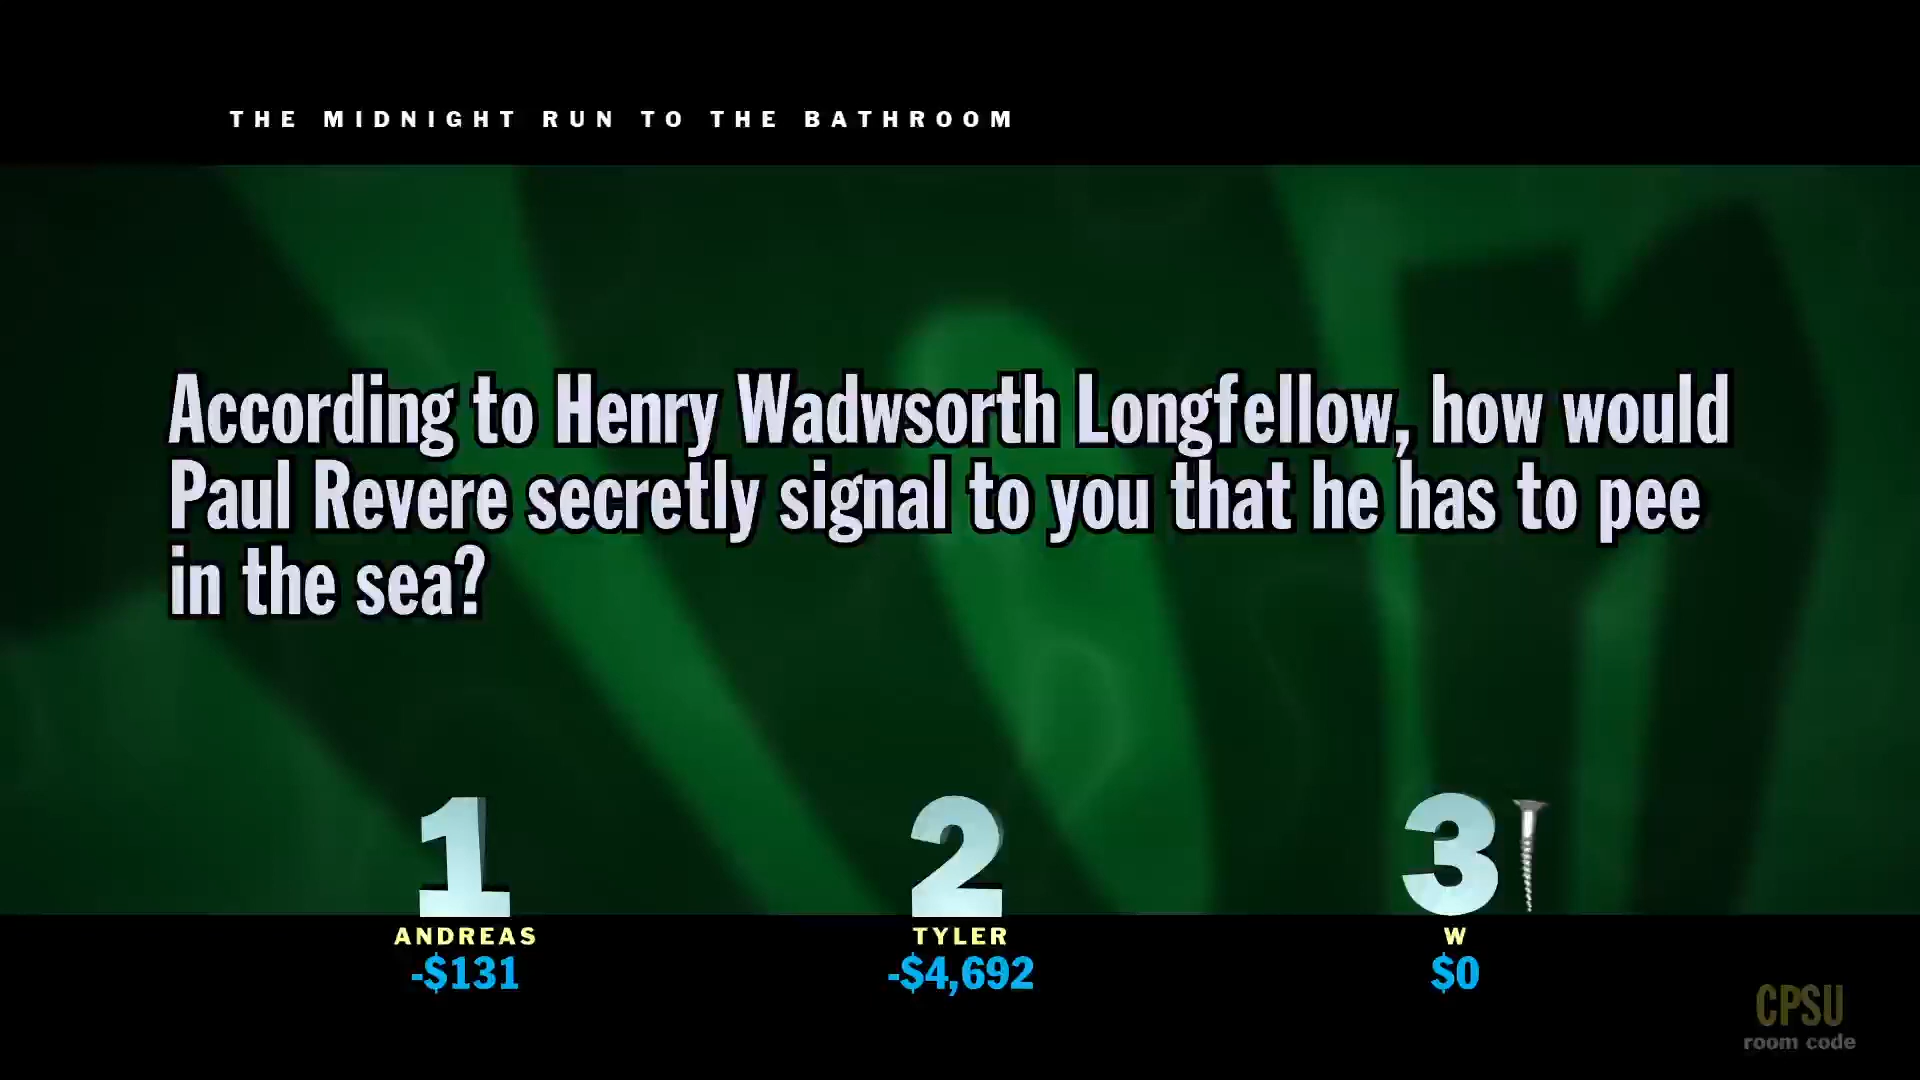 THE MIDNIGHT RUN TO THE BATHROOM
According to Henry Wadwsorth Longfellow, how would
Paul Revere secretly signal to you that he has to pee
in the sea?
1 2 3
ANDREAS TYLER W
-$131 -$4,692 $0
CPSU
room code